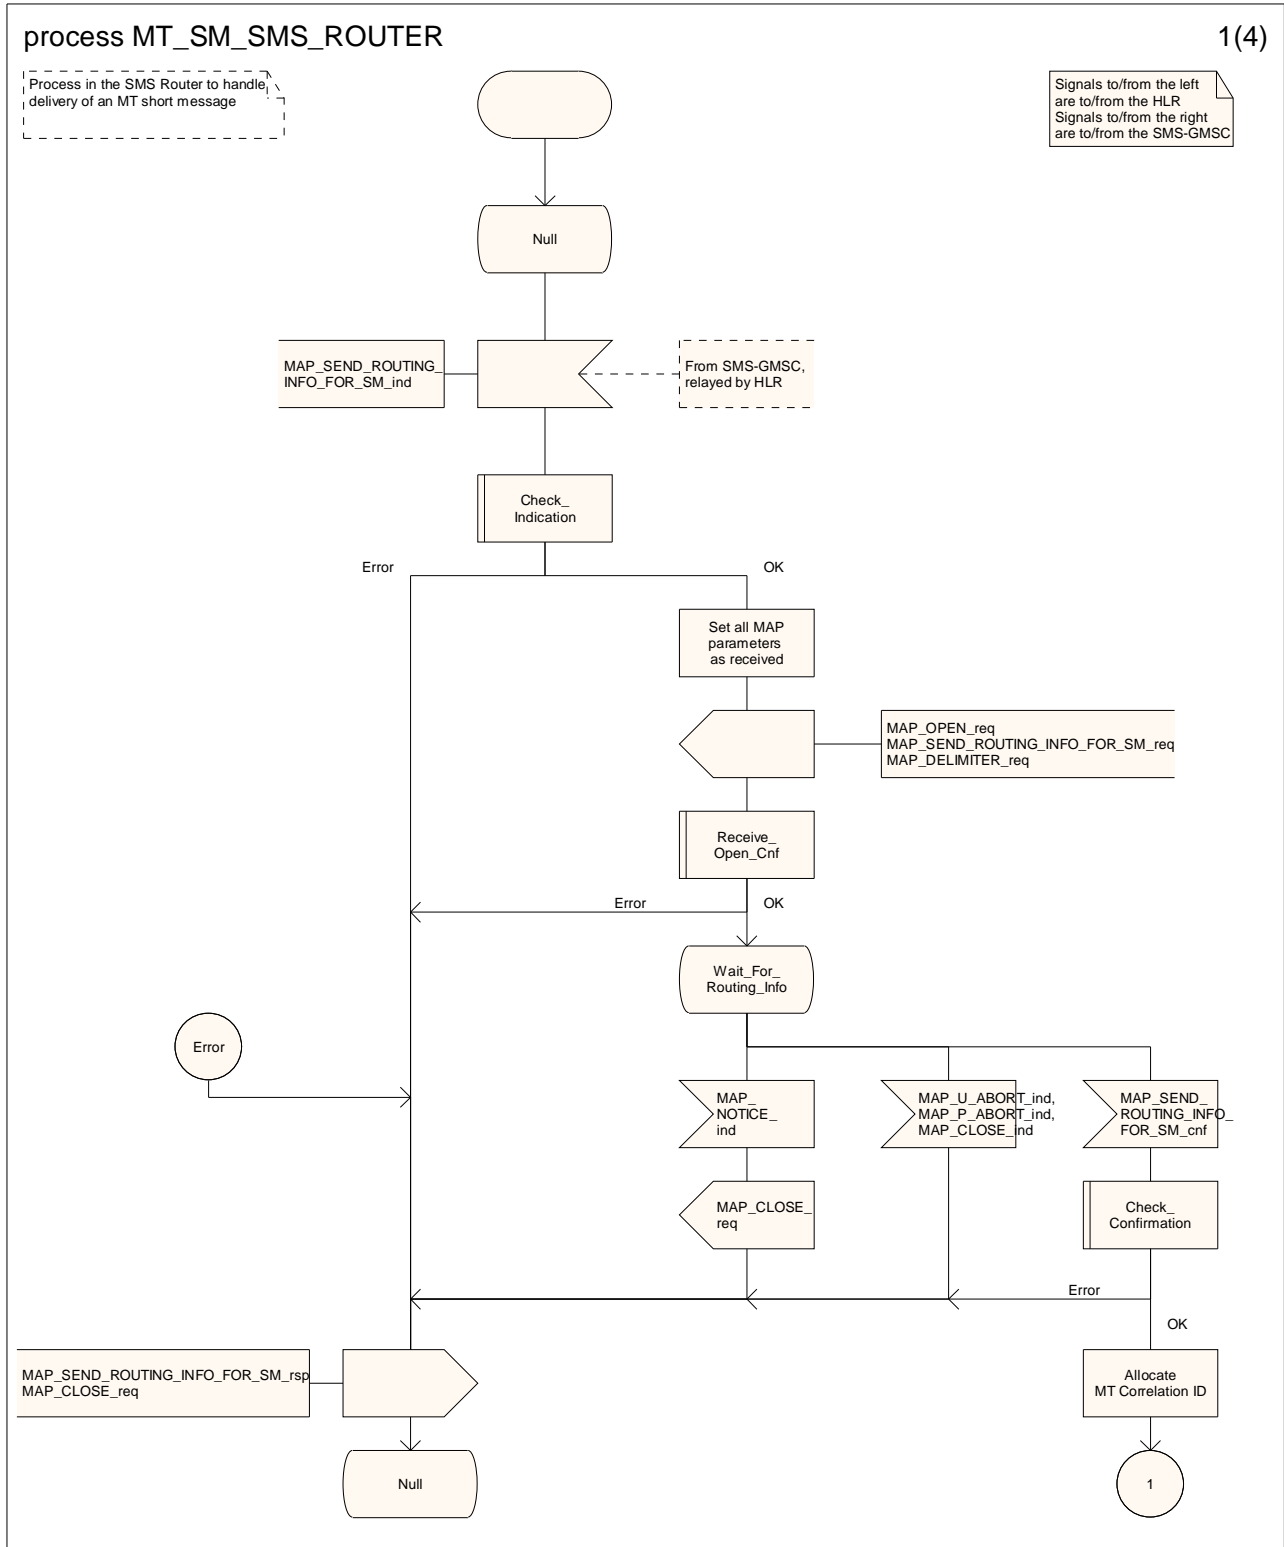 process MT_SM_SMS_ROUTER
1(4)
Process in the SMS Router to handle
delivery of an MT short message
Signals to/from the left
are to/from the HLR
Signals to/from the right
are to/from the SMS-GMSC
Null
MAP_SEND_ROUTING_
INFO_FOR_SM_ind
From SMS-GMSC,
relayed by HLR
Check_
Indication
Error
OK
Set all MAP
parameters
as received
MAP_OPEN_req
MAP_SEND_ROUTING_INFO_FOR_SM_req
MAP_DELIMITER_req
Receive_
Open_Cnf
Error
OK
Wait_For_
Routing_Info
Error
MAP_
NOTICE_
ind
MAP_U_ABORT_ind,
MAP_P_ABORT_ind,
MAP_CLOSE_ind
MAP_SEND_
ROUTING_INFO_
FOR_SM_cnf
MAP_CLOSE_
req
Check_
Confirmation
Error
OK
MAP_SEND_ROUTING_INFO_FOR_SM_rsp
MAP_CLOSE_req
Allocate
MT Correlation ID
Null
1